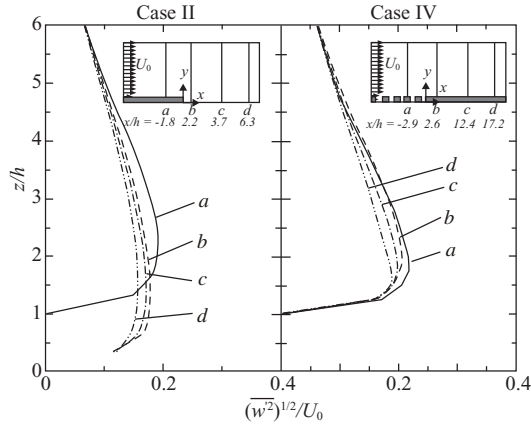 Case II Case IV
6
5
4
3
2
1
0
z/h
U₀
y
x
a b c d
x/h = -1.8 2.2 3.7 6.3
a
b
c
d
U₀
y
x
a b c d
x/h = -2.9 2.6 12.4 17.2
d
c
b
a
0 0.2 0.4 0.2 0.4
(w'²)^1/2/U₀